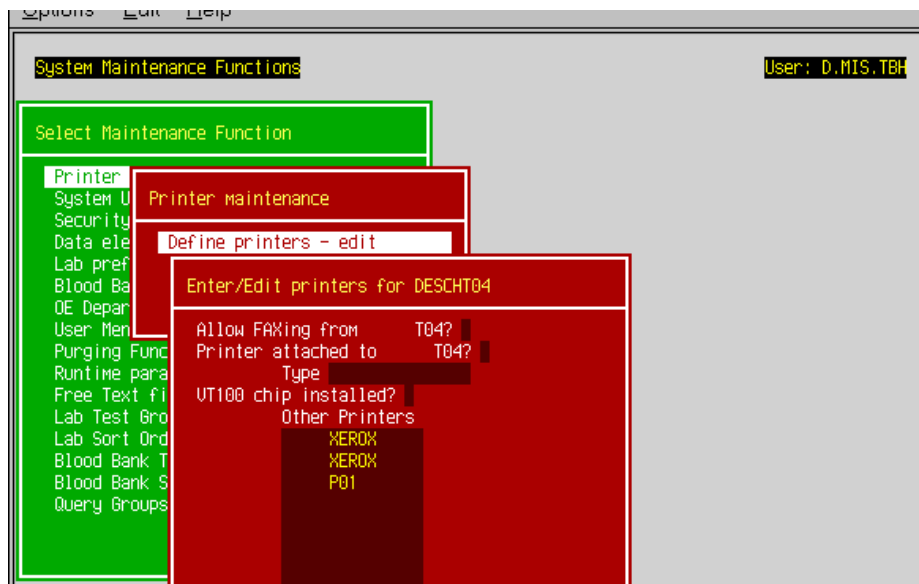 Options Edit Help
System Maintenance Functions User: D.MIS.TBH
Select Maintenance Function
Printer
System U
Security
Data ele
Lab pref
Blood Ba
OE Depar
User Men
Purging Func
Runtime para
Free Text fi
Lab Test Gro
Lab Sort Ord
Blood Bank T
Blood Bank S
Query Groups
Printer maintenance
Define printers - edit
Enter/Edit printers for DESCHT04
Allow FAXing from T04?
Printer attached to T04?
Type
VT100 chip installed?
Other Printers
XEROX
XEROX
P01